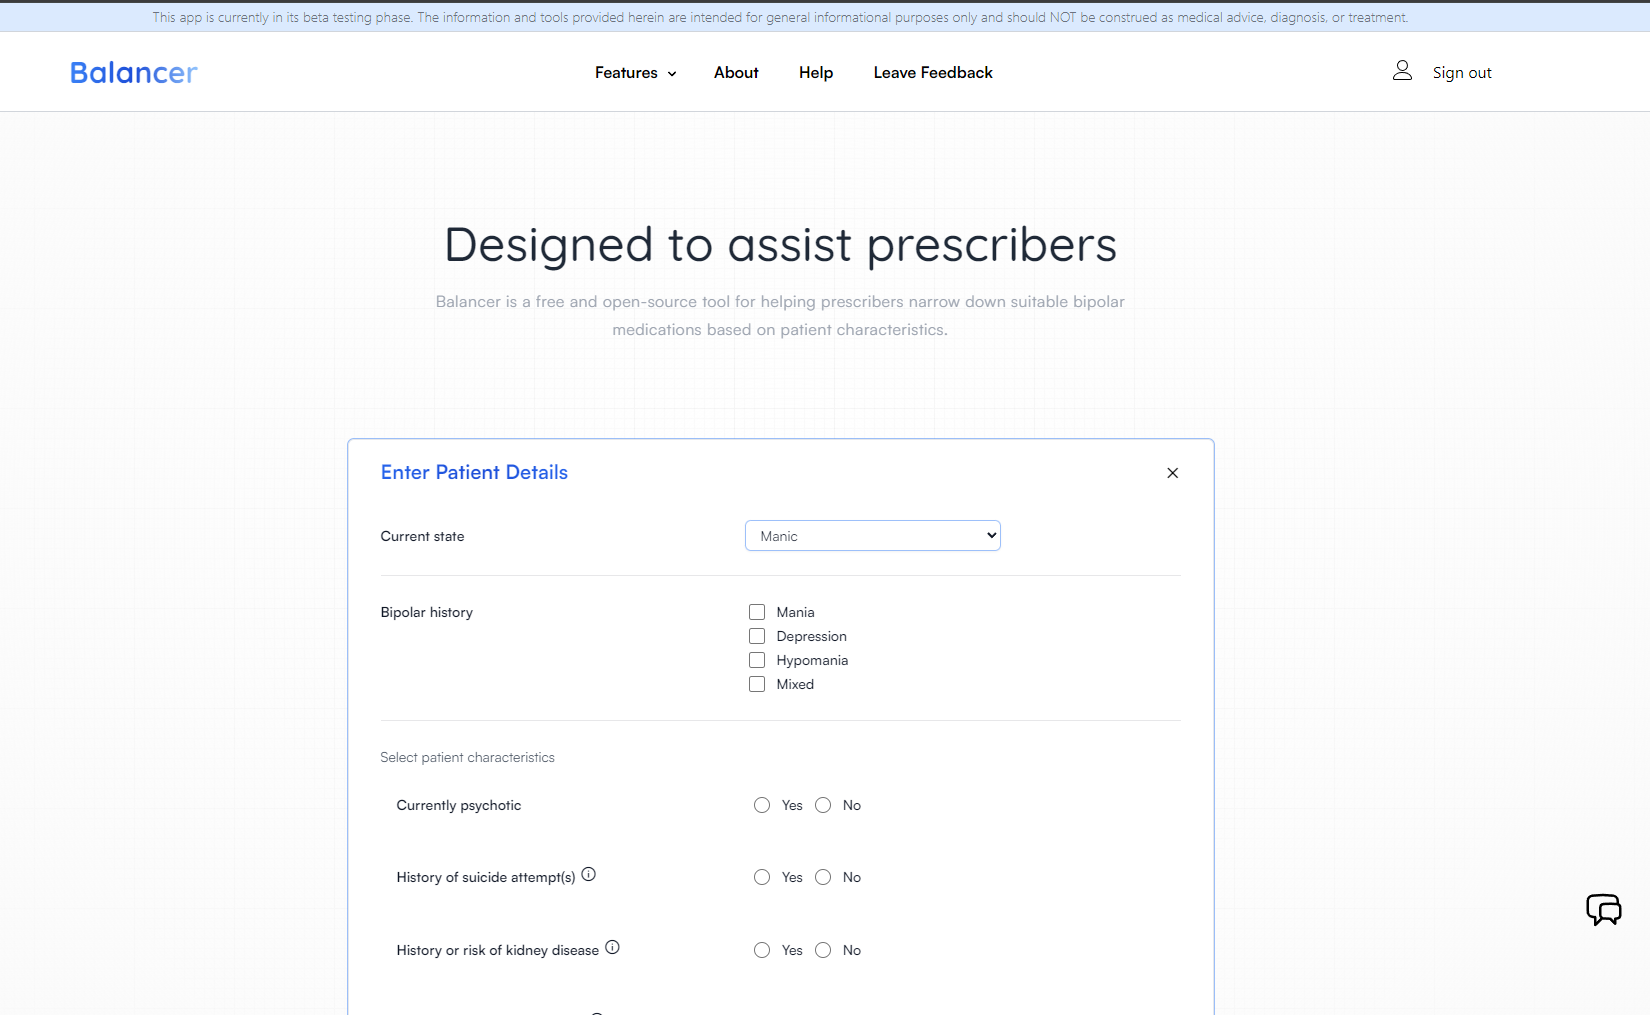 This app is currently in its beta testing phase. The information and tools provided herein are intended for general informational purposes only and should NOT be construed as medical advice, diagnosis, or treatment.
Balancer
Features
About
Help
Leave Feedback
Sign out
Designed to assist prescribers
Balancer is a free and open-source tool for helping prescribers narrow down suitable bipolar
medications based on patient characteristics.
Enter Patient Details
Current state
Manic
Bipolar history
Mania
Depression
Hypomania
Mixed
Select patient characteristics
Currently psychotic
Yes
No
History of suicide attempt(s)
Yes
No
History or risk of kidney disease
Yes
No